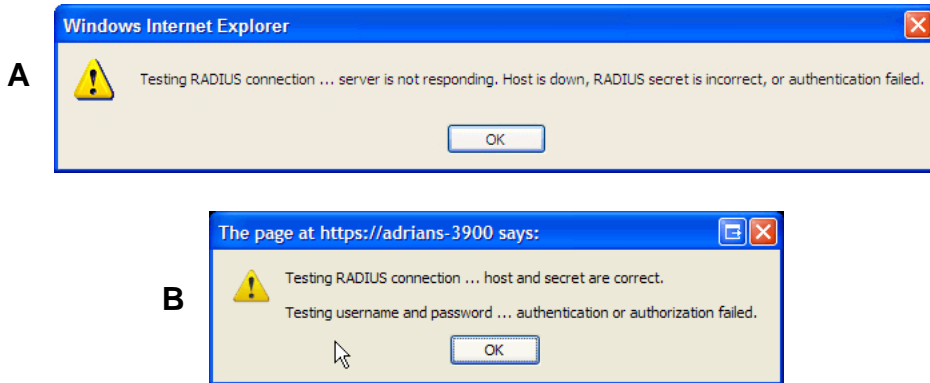 Windows Internet Explorer
A
Testing RADIUS connection ... server is not responding. Host is down, RADIUS secret is incorrect, or authentication failed.
OK
The page at https://adrians-3900 says:
Testing RADIUS connection ... host and secret are correct.
B
Testing username and password ... authentication or authorization failed.
OK